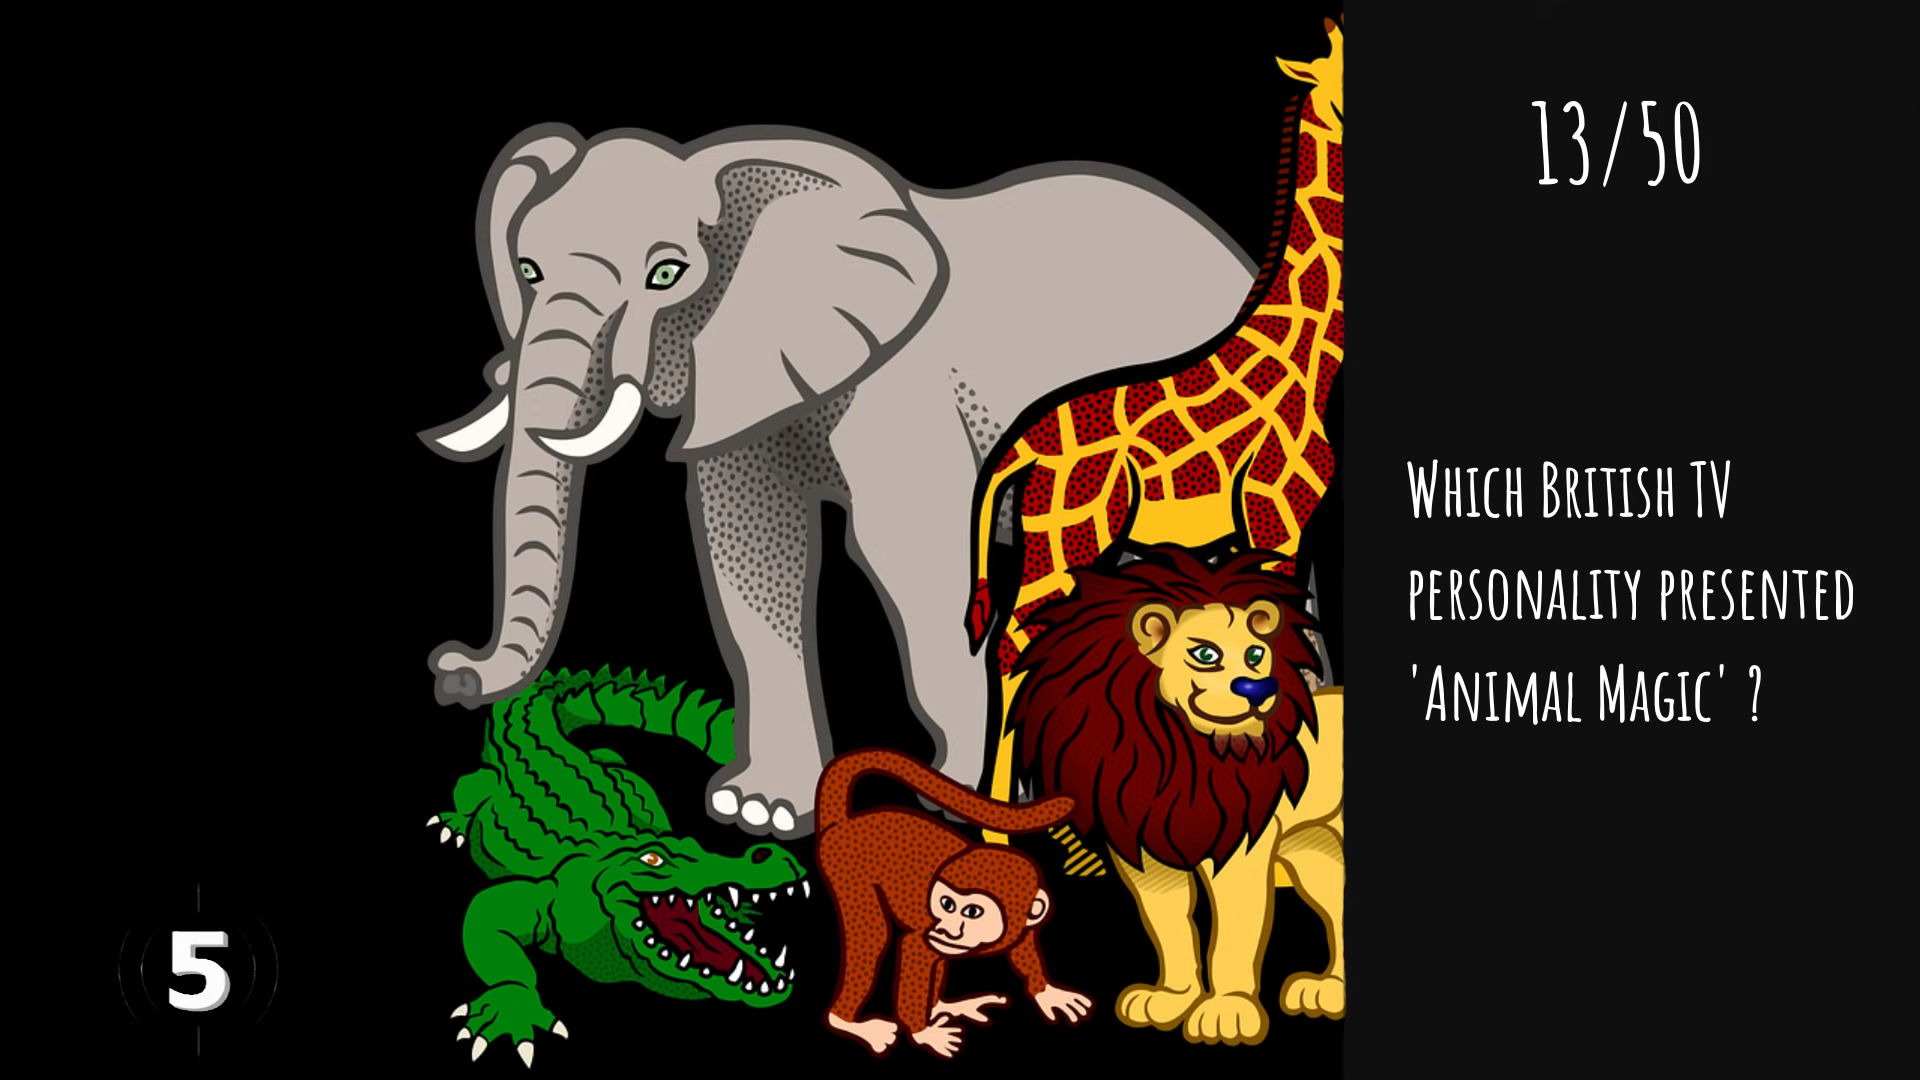 13/50
Which British TV
personality presented
'Animal Magic' ?
5